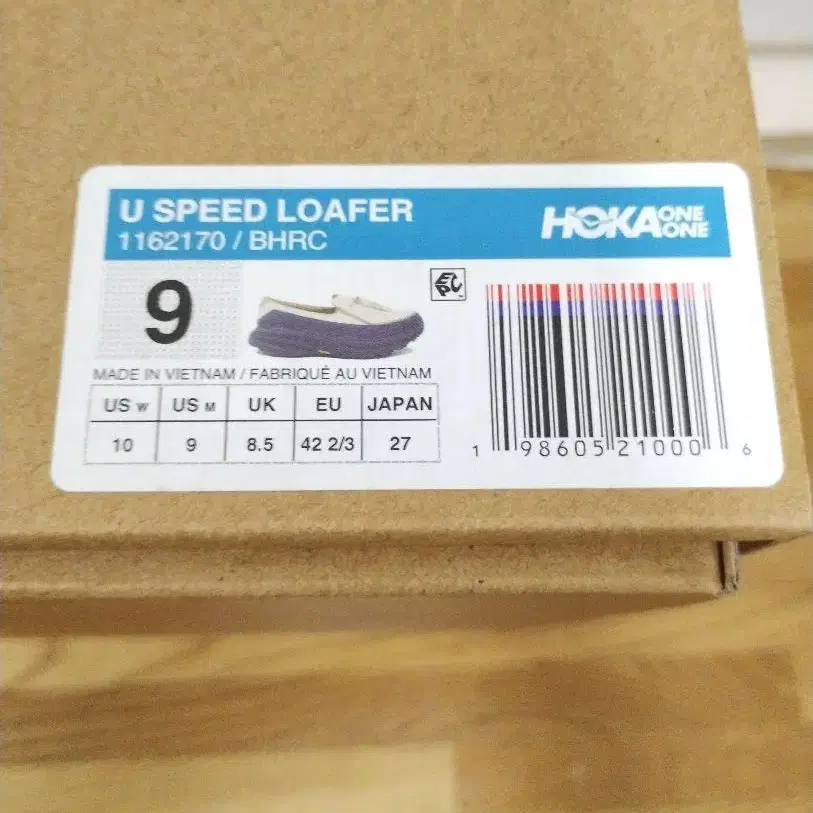 U SPEED LOAFER
1162170 / BHRC
HOKA ONE ONE
9
EPC
MADE IN VIETNAM / FABRIQUÉ AU VIETNAM
US W US M UK EU JAPAN
10 9 8.5 42 2/3 27
1 98605 21000 6